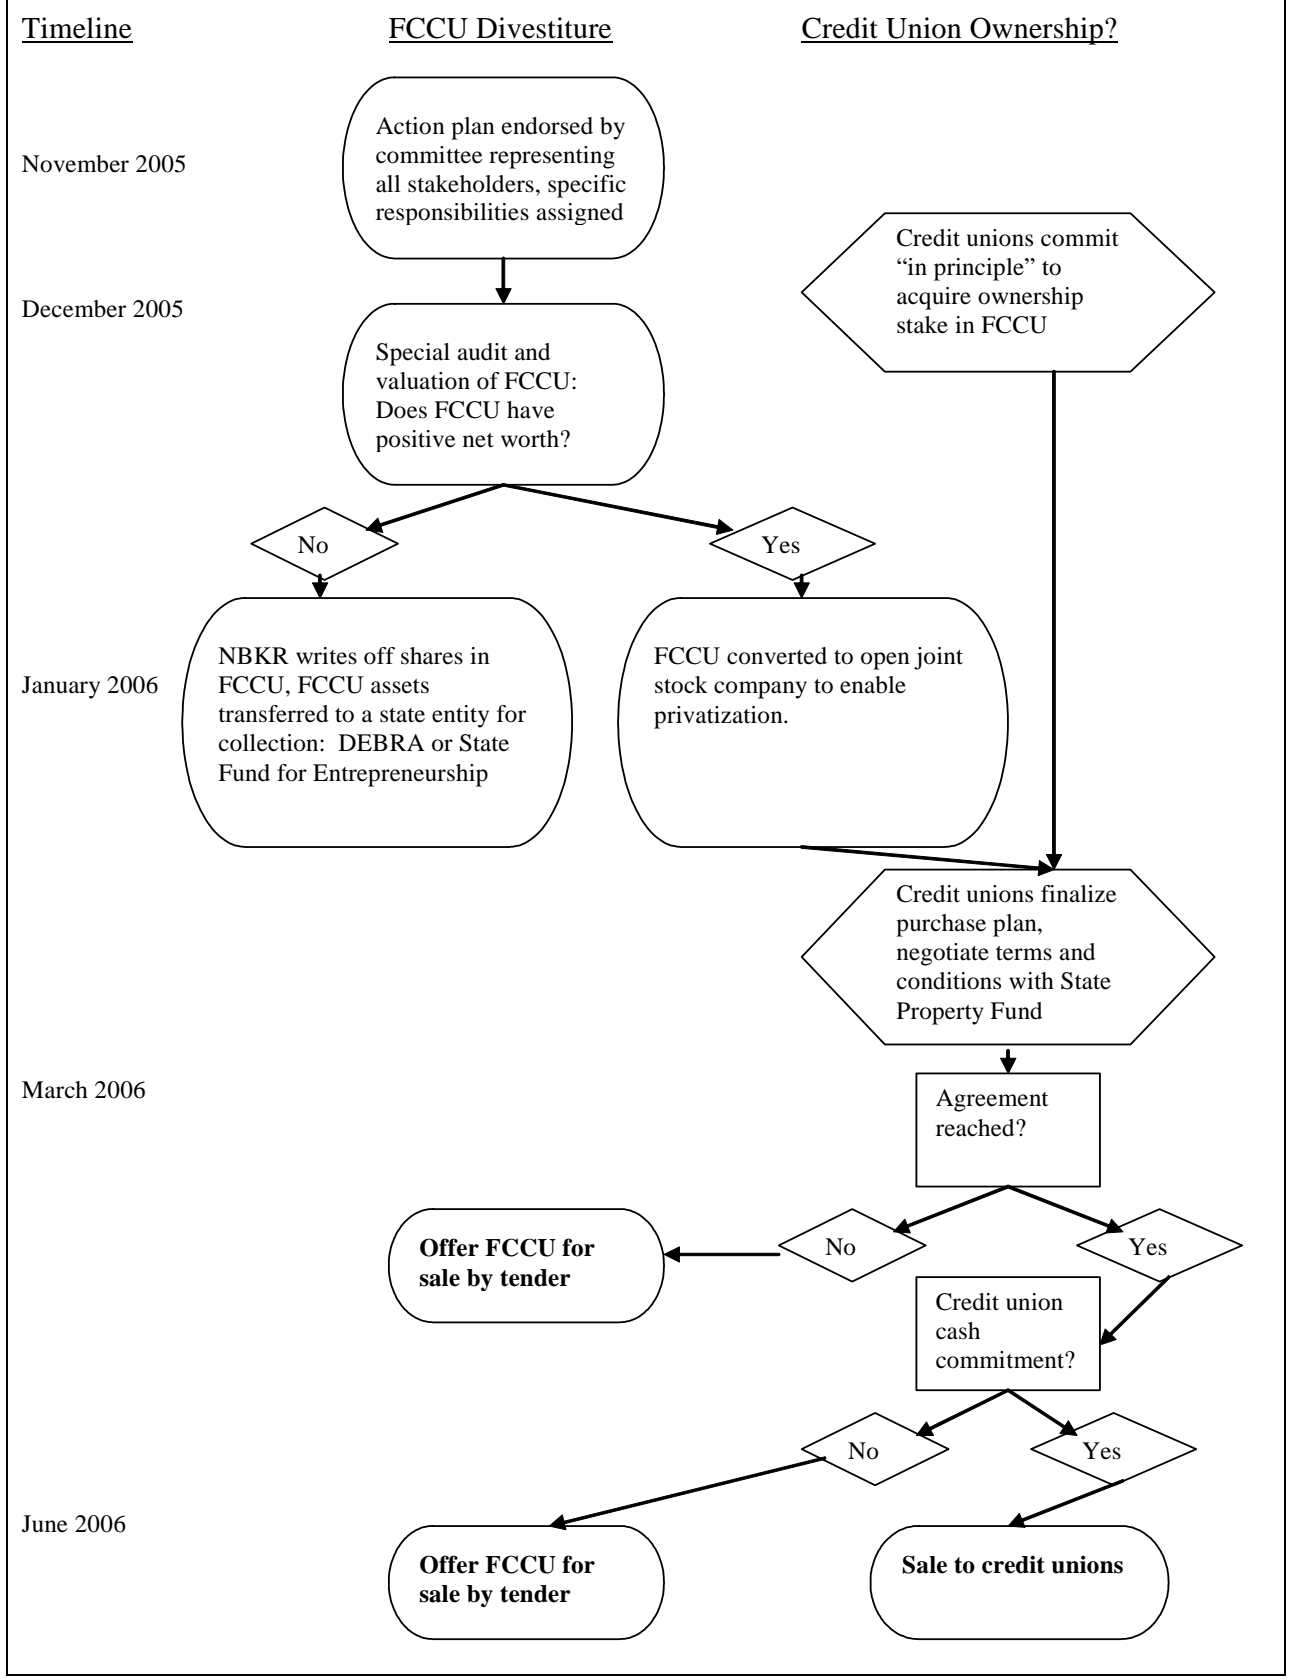 Timeline
FCCU Divestiture
Credit Union Ownership?
November 2005
Action plan endorsed by
committee representing
all stakeholders, specific
responsibilities assigned
Credit unions commit
“in principle” to
acquire ownership
stake in FCCU
December 2005
Special audit and
valuation of FCCU:
Does FCCU have
positive net worth?
No
Yes
January 2006
NBKR writes off shares in
FCCU, FCCU assets
transferred to a state entity for
collection: DEBRA or State
Fund for Entrepreneurship
FCCU converted to open joint
stock company to enable
privatization.
Credit unions finalize
purchase plan,
negotiate terms and
conditions with State
Property Fund
March 2006
Agreement
reached?
No
Yes
Offer FCCU for
sale by tender
Credit union
cash
commitment?
No
Yes
June 2006
Offer FCCU for
sale by tender
Sale to credit unions